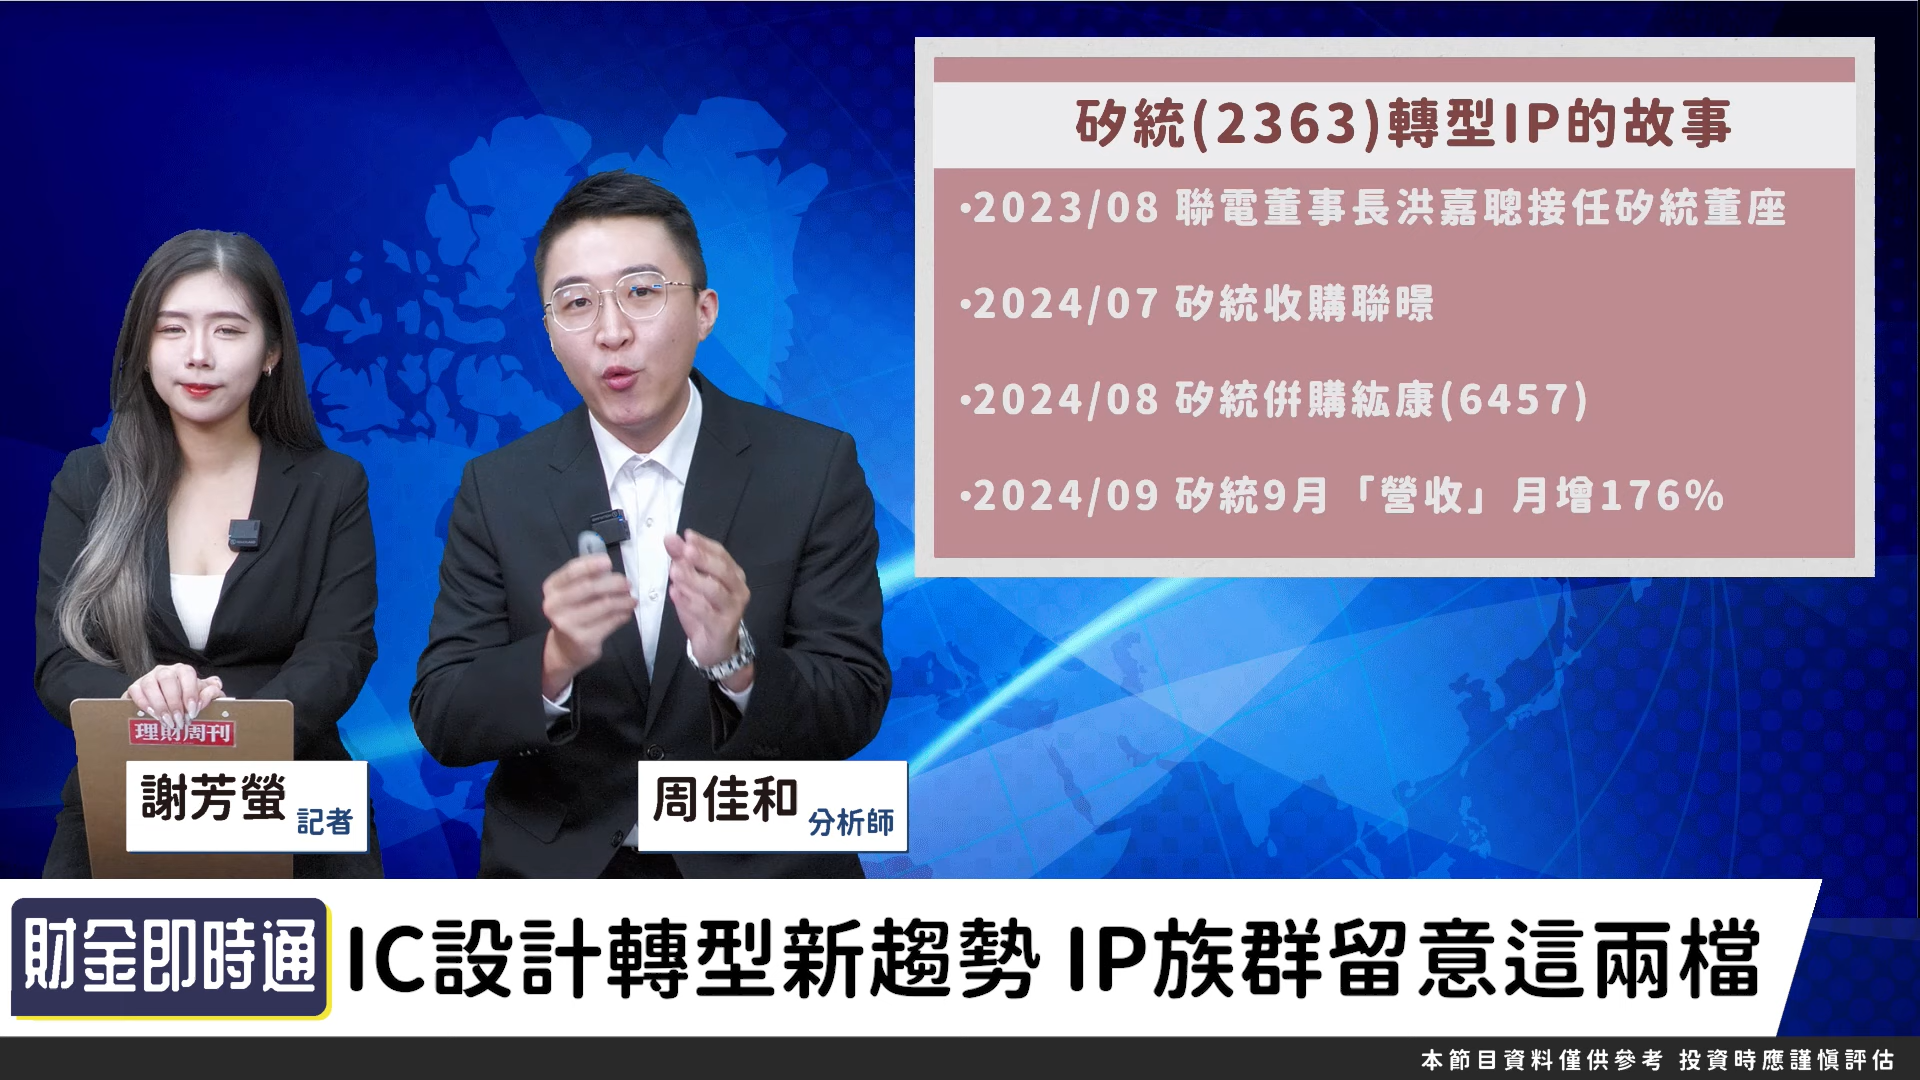 矽統(2363)轉型IP的故事
•2023/08 聯電董事長洪嘉聰接任矽統董座
•2024/07 矽統收購聯暻
•2024/08 矽統併購紘康(6457)
•2024/09 矽統9月「營收」月增176%
理財周刊
謝芳螢 記者
周佳和 分析師
財金即時通
IC設計轉型新趨勢 IP族群留意這兩檔
本節目資料僅供參考 投資時應謹慎評估